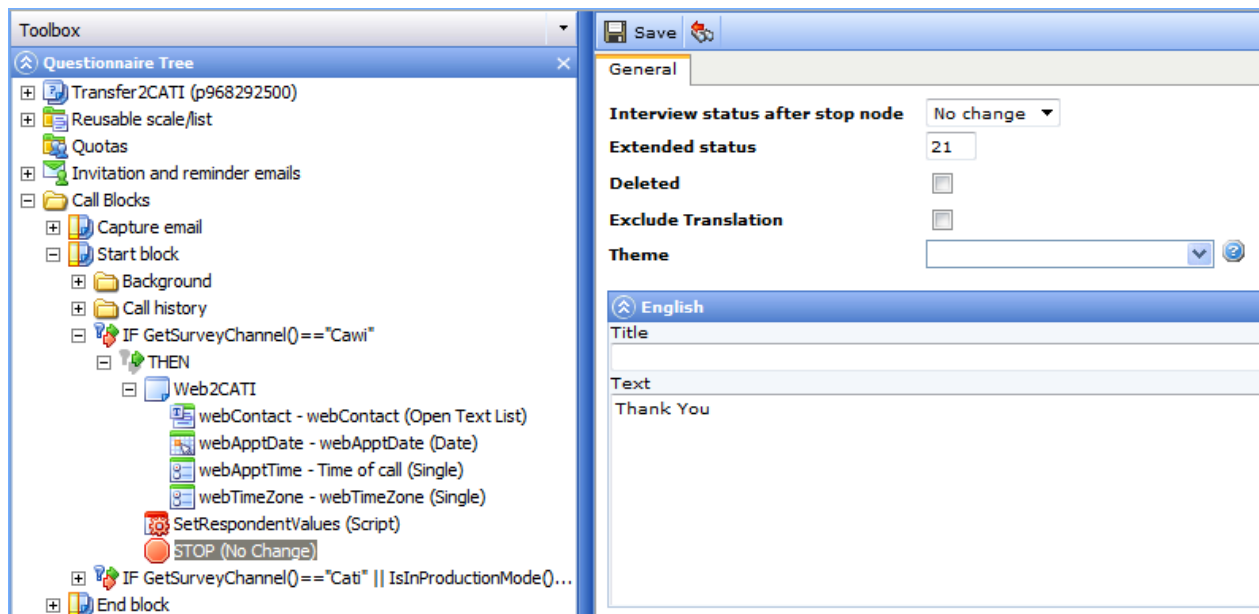 Toolbox
Questionnaire Tree
Transfer2CATI (p968292500)
Reusable scale/list
Quotas
Invitation and reminder emails
Call Blocks
Capture email
Start block
Background
Call history
IF GetSurveyChannel()=="Cawi"
THEN
Web2CATI
webContact - webContact (Open Text List)
webApptDate - webApptDate (Date)
webApptTime - Time of call (Single)
webTimeZone - webTimeZone (Single)
SetRespondentValues (Script)
STOP (No Change)
IF GetSurveyChannel()=="Cati" || IsInProductionMode()...
End block
Save
General
Interview status after stop node No change
Extended status 21
Deleted
Exclude Translation
Theme
English
Title
Text
Thank You